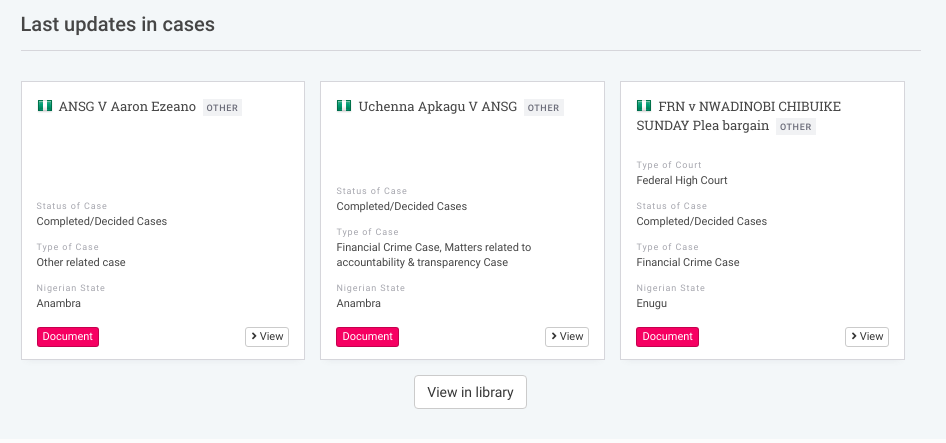 Last updates in cases
ANSG V Aaron Ezeano OTHER
Status of Case
Completed/Decided Cases
Type of Case
Other related case
Nigerian State
Anambra
Document
View
Uchenna Apkagu V ANSG OTHER
Status of Case
Completed/Decided Cases
Type of Case
Financial Crime Case, Matters related to
accountability & transparency Case
Nigerian State
Anambra
Document
View
FRN v NWADINOBI CHIBUIKE
SUNDAY Plea bargain OTHER
Type of Court
Federal High Court
Status of Case
Completed/Decided Cases
Type of Case
Financial Crime Case
Nigerian State
Enugu
Document
View
View in library